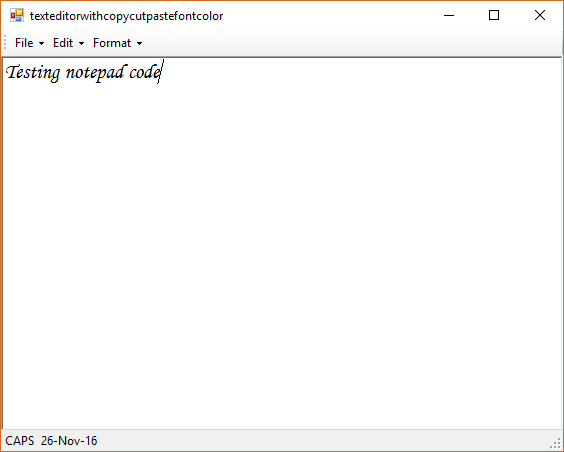 texteditorwithcopycutpastefontcolor
File Edit Format
Testing notepad code
CAPS 26-Nov-16